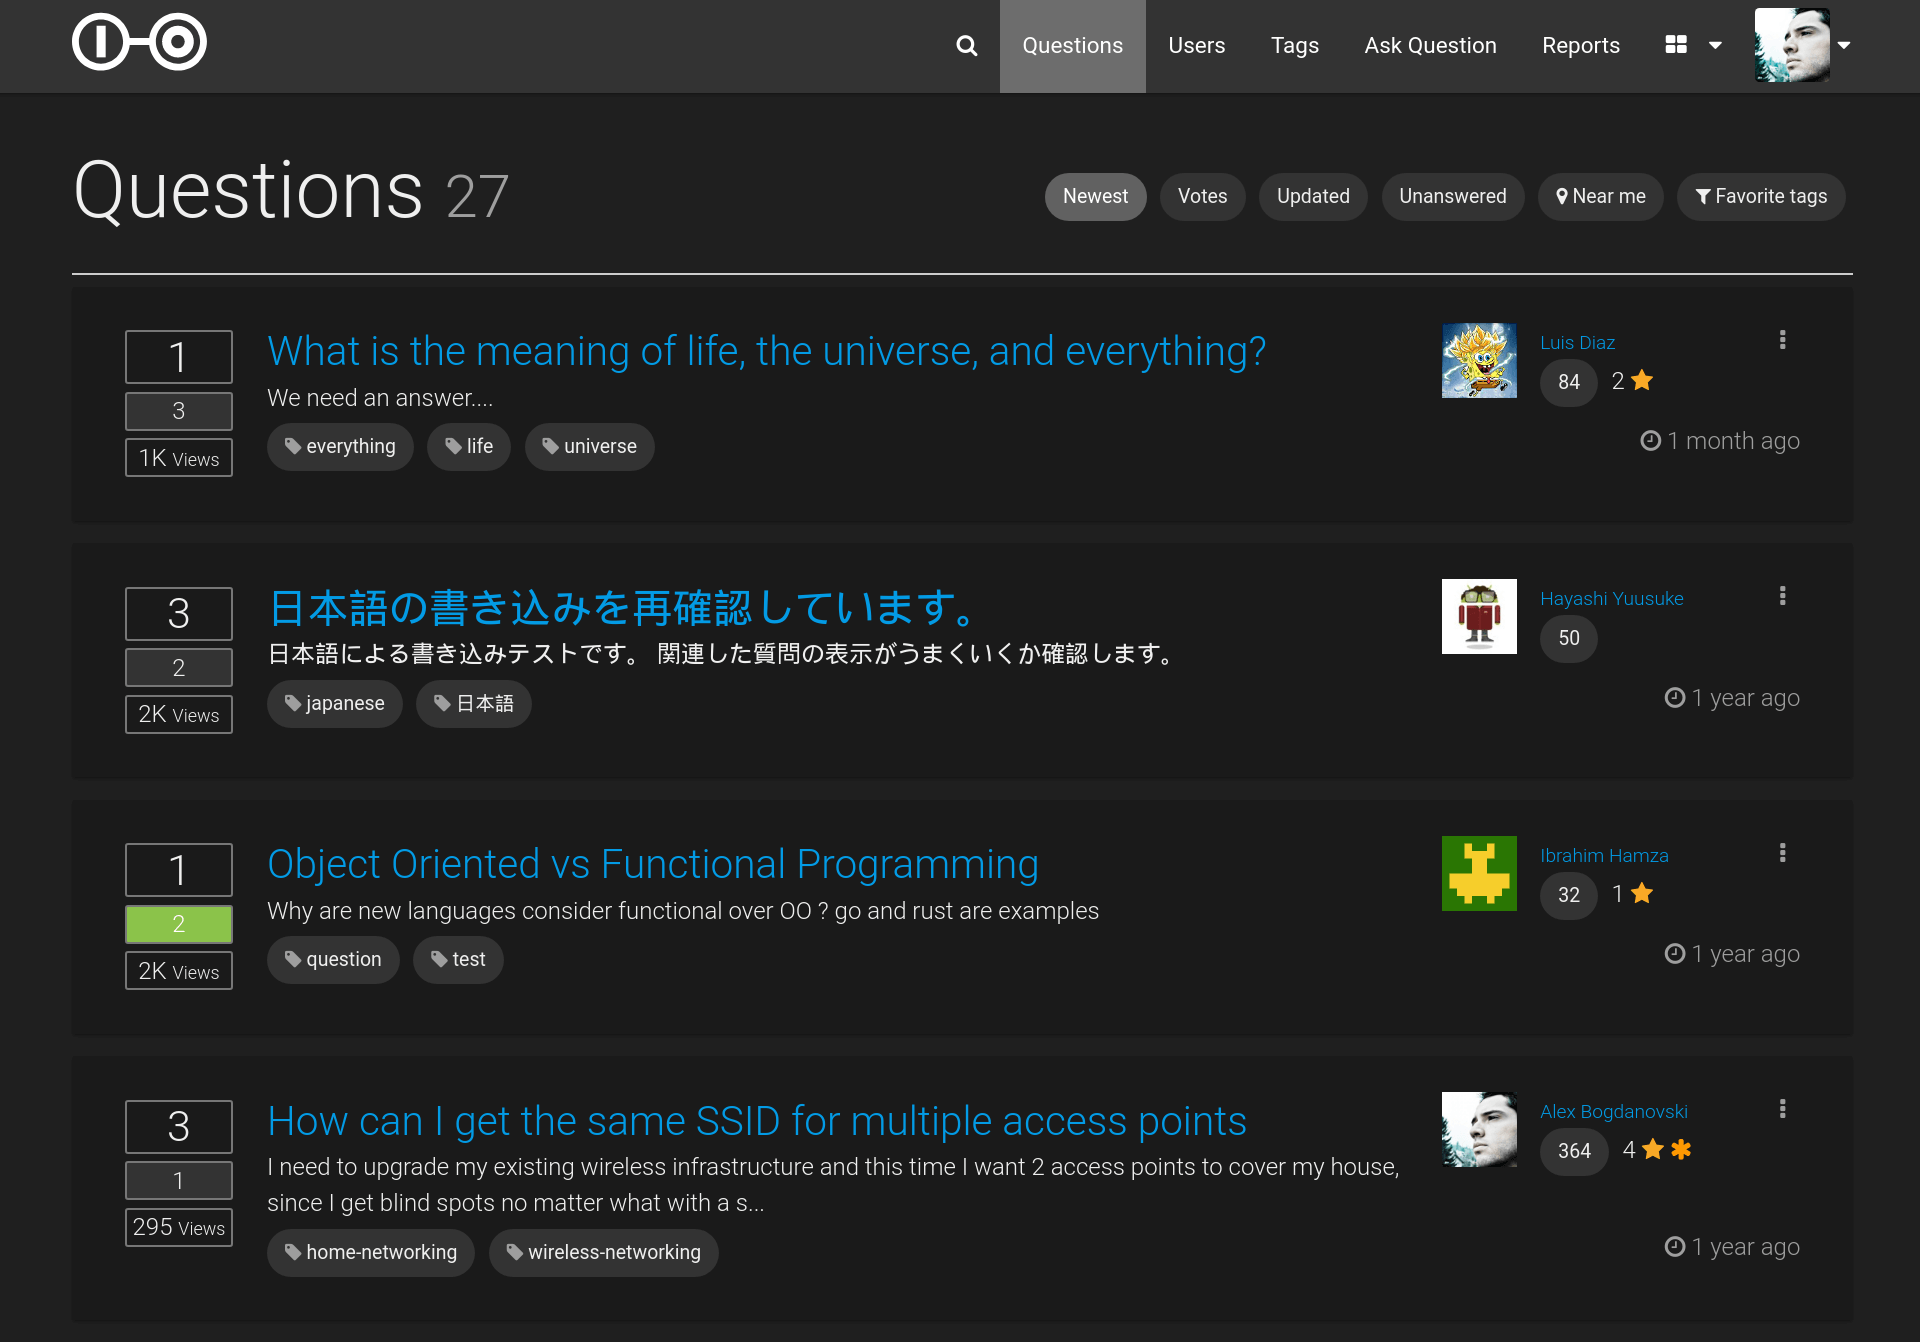 Questions Users Tags Ask Question Reports
Questions 27
Newest Votes Updated Unanswered Near me Favorite tags
1
3
1K Views
What is the meaning of life, the universe, and everything?
We need an answer....
everything life universe
Luis Diaz
84 2
1 month ago
3
2
2K Views
日本語の書き込みを再確認しています。
日本語による書き込みテストです。 関連した質問の表示がうまくいくか確認します。
japanese 日本語
Hayashi Yuusuke
50
1 year ago
1
2
2K Views
Object Oriented vs Functional Programming
Why are new languages consider functional over OO ? go and rust are examples
question test
Ibrahim Hamza
32 1
1 year ago
3
1
295 Views
How can I get the same SSID for multiple access points
I need to upgrade my existing wireless infrastructure and this time I want 2 access points to cover my house,
since I get blind spots no matter what with a s...
home-networking wireless-networking
Alex Bogdanovski
364 4
1 year ago